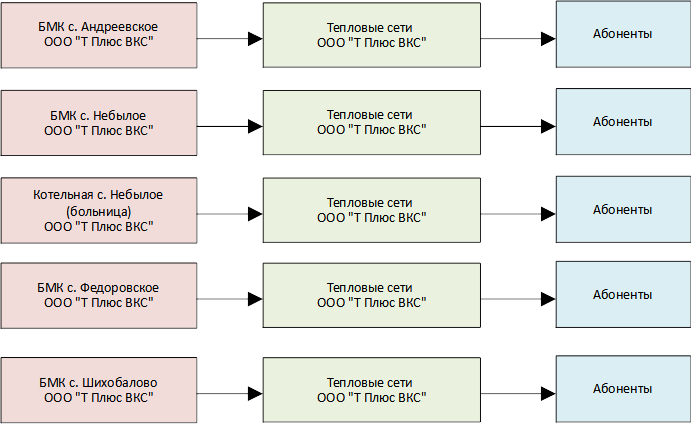 БМК с. Андреевское
ООО "Т Плюс ВКС"
Тепловые сети
ООО "Т Плюс ВКС"
Абоненты
БМК с. Небылое
ООО "Т Плюс ВКС"
Тепловые сети
ООО "Т Плюс ВКС"
Абоненты
Котельная с. Небылое
(больница)
ООО "Т Плюс ВКС"
Тепловые сети
ООО "Т Плюс ВКС"
Абоненты
БМК с. Федоровское
ООО "Т Плюс ВКС"
Тепловые сети
ООО "Т Плюс ВКС"
Абоненты
БМК с. Шихобалово
ООО "Т Плюс ВКС"
Тепловые сети
ООО "Т Плюс ВКС"
Абоненты